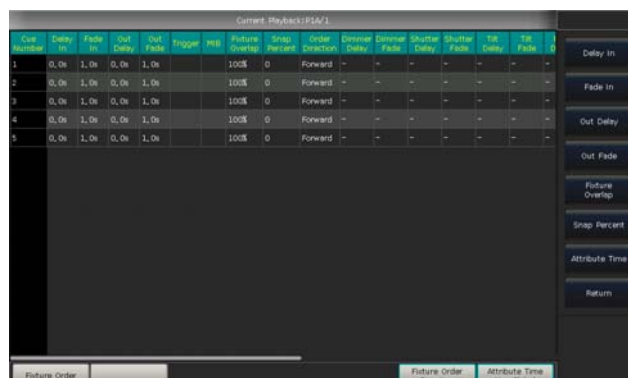 Current Playback:P1A/1
Cue Number Delay In Fade In Out Delay Out Fade Trigger MIB Fixture Overlap Snap Percent Order Direction Dimmer Delay Dimmer Fade Shutter Delay Shutter Fade Tilt Delay Tilt Fade
1 0.0s 1.0s 0.0s 1.0s 100% 0 Forward - - - - - - -
2 0.0s 1.0s 0.0s 1.0s 100% 0 Forward - - - - - - -
3 0.0s 1.0s 0.0s 1.0s 100% 0 Forward - - - - - - -
4 0.0s 1.0s 0.0s 1.0s 100% 0 Forward - - - - - - -
5 0.0s 1.0s 0.0s 1.0s 100% 0 Forward - - - - - - -
Delay In
Fade In
Out Delay
Out Fade
Fixture
Overlap
Snap Percent
Attribute Time
Return
Fixture Order
Fixture Order
Attribute Time